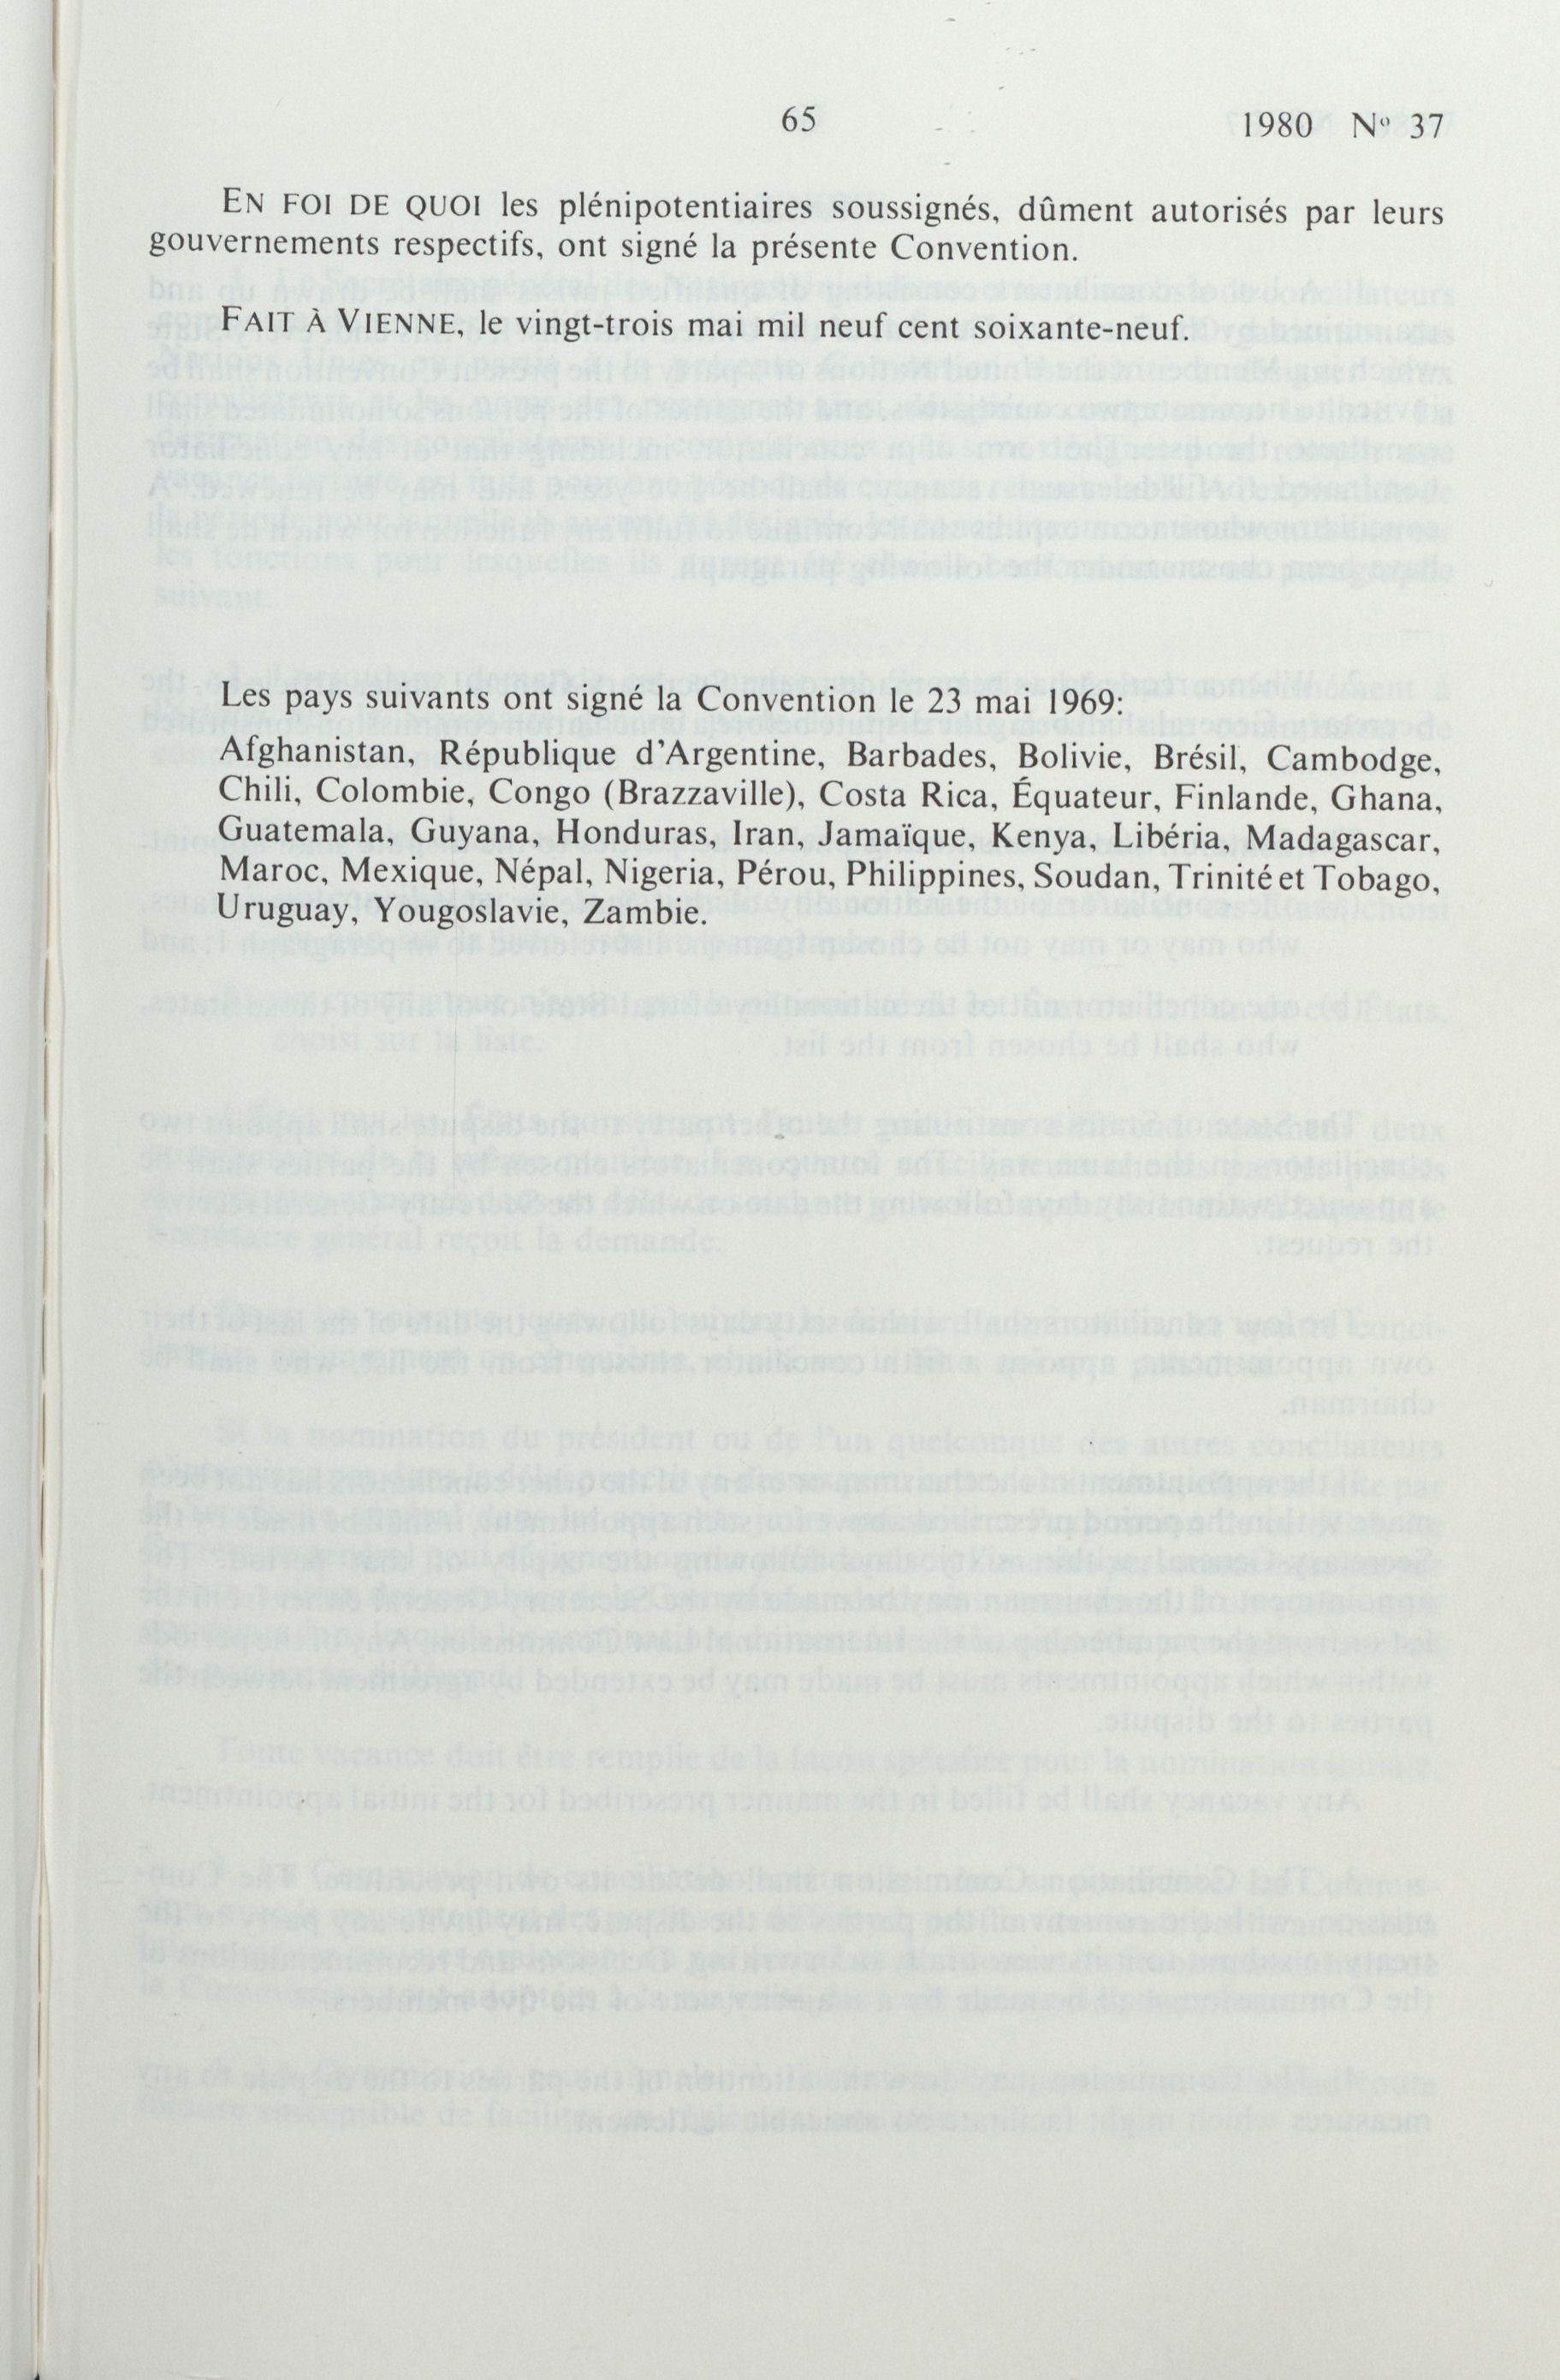 65
1980 Nº 37
EN FOI DE QUOI les plénipotentiaires soussignés, dûment autorisés par leurs
gouvernements respectifs, ont signé la présente Convention.
FAIT À VIENNE, le vingt-trois mai mil neuf cent soixante-neuf.
Les pays suivants ont signé la Convention le 23 mai 1969:
Afghanistan, République d'Argentine, Barbades, Bolivie, Brésil, Cambodge,
Chili, Colombie, Congo (Brazzaville), Costa Rica, Équateur, Finlande, Ghana,
Guatemala, Guyana, Honduras, Iran, Jamaïque, Kenya, Libéria, Madagascar,
Maroc, Mexique, Népal, Nigeria, Pérou, Philippines, Soudan, Trinité et Tobago,
Uruguay, Yougoslavie, Zambie.